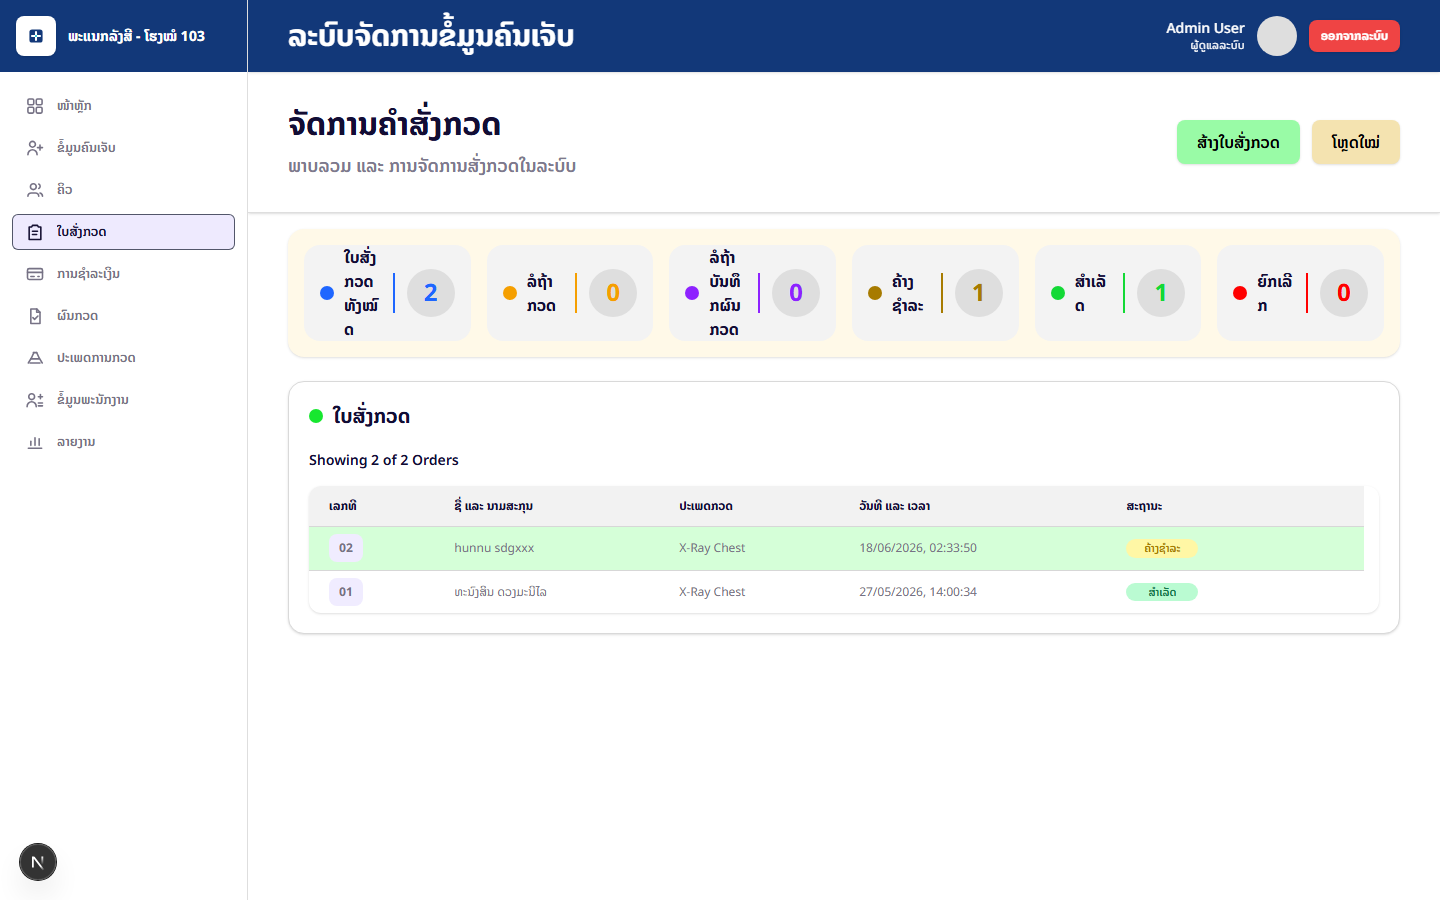 ພະແນກລັງສີ - ໂຮງໝໍ 103
ລະບົບຈັດການຂໍ້ມູນຄົນເຈັບ
Admin User
ຜູ້ດູແລລະບົບ
ອອກຈາກລະບົບ
ໜ້າຫຼັກ
ຂໍ້ມູນຄົນເຈັບ
ຄິວ
ໃບສັ່ງກວດ
ການຊຳລະເງິນ
ຜົນກວດ
ປະເພດການກວດ
ຂໍ້ມູນພະນັກງານ
ລາຍງານ
ຈັດການຄຳສັ່ງກວດ
ພາບລວມ ແລະ ການຈັດການສັ່ງກວດໃນລະບົບ
ສ້າງໃບສັ່ງກວດ
ໂຫຼດໃໝ່
ໃບສັ່ງ
ກວດ
ທັງໝົ
ດ
2
ລໍຖ້າ
ກວດ
0
ລໍຖ້າ
ບັນທຶ
ກຜົນ
ກວດ
0
ຄ້າງ
ຊຳລະ
1
ສຳເລັ
ດ
1
ຍົກເລີ
ກ
0
ໃບສັ່ງກວດ
Showing 2 of 2 Orders
ເລກທີ ຊື່ ແລະ ນາມສະກຸນ ປະເພດກວດ ວັນທີ ແລະ ເວລາ ສະຖານະ
02 hunnu sdgxxx X-Ray Chest 18/06/2026, 02:33:50 ຄ້າງຊຳລະ
01 ທະນົງສິນ ດວງມະນີໄລ X-Ray Chest 27/05/2026, 14:00:34 ສຳເລັດ